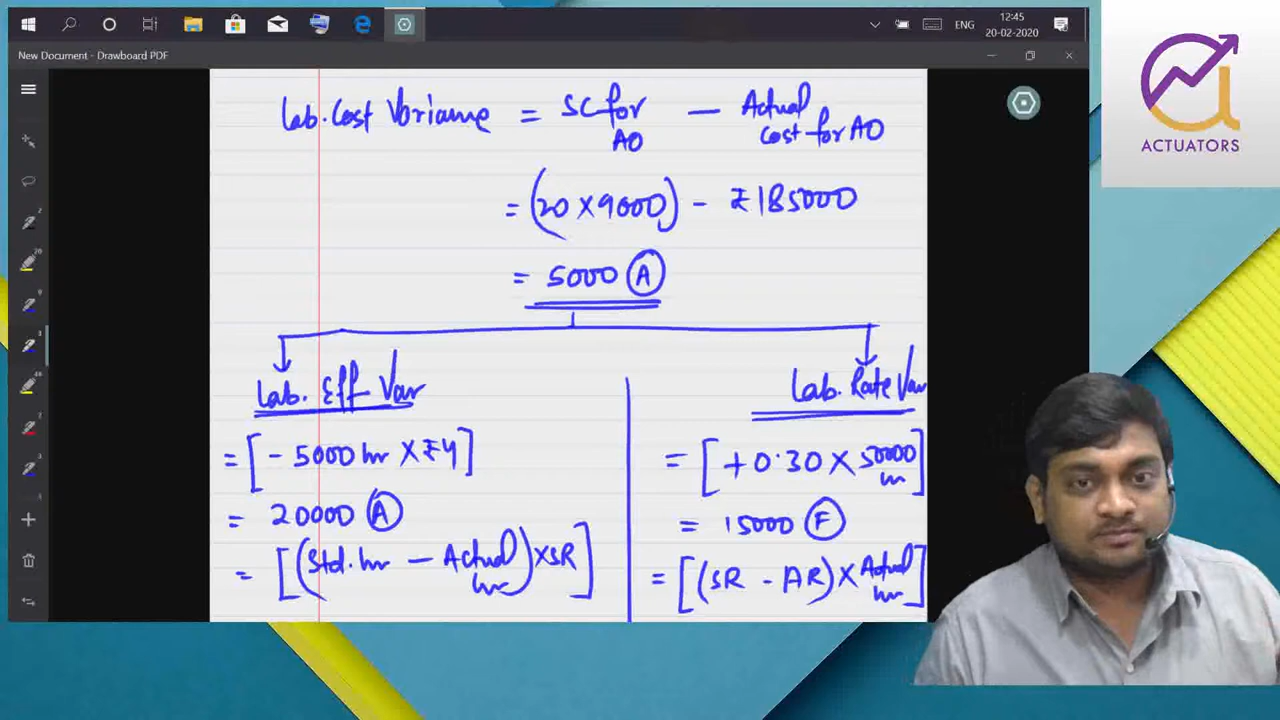 ENG
12:45
20-02-2020
New Document - Drawboard PDF
ACTUATORS
Lab. Cost Variance = SC for AO – Actual Cost for AO
= (20 × 9000) – ₹185000
= 5000 (A)
Lab. Eff Var
= [- 5000 hr × ₹4]
= 20000 (A)
= [(Std. hr – Actual hr) × SR]
Lab. Rate Var
= [+0.30 × 50000 hr]
= 15000 (F)
= [(SR - AR) × Actual hr]